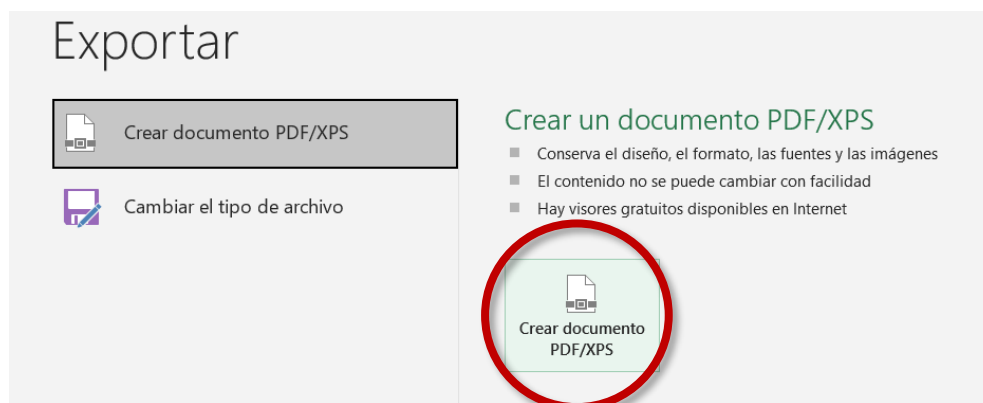 Exportar
Crear documento PDF/XPS
Cambiar el tipo de archivo
Crear un documento PDF/XPS
Conserva el diseño, el formato, las fuentes y las imágenes
El contenido no se puede cambiar con facilidad
Hay visores gratuitos disponibles en Internet
Crear documento
PDF/XPS